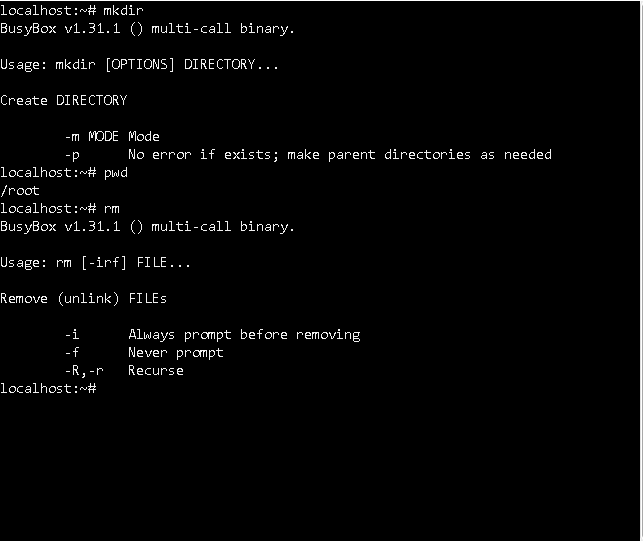 localhost:~# mkdir
BusyBox v1.31.1 () multi-call binary.
Usage: mkdir [OPTIONS] DIRECTORY...
Create DIRECTORY
-m MODE Mode
-p No error if exists; make parent directories as needed
localhost:~# pwd
/root
localhost:~# rm
BusyBox v1.31.1 () multi-call binary.
Usage: rm [-irf] FILE...
Remove (unlink) FILEs
-i Always prompt before removing
-f Never prompt
-R,-r Recurse
localhost:~#